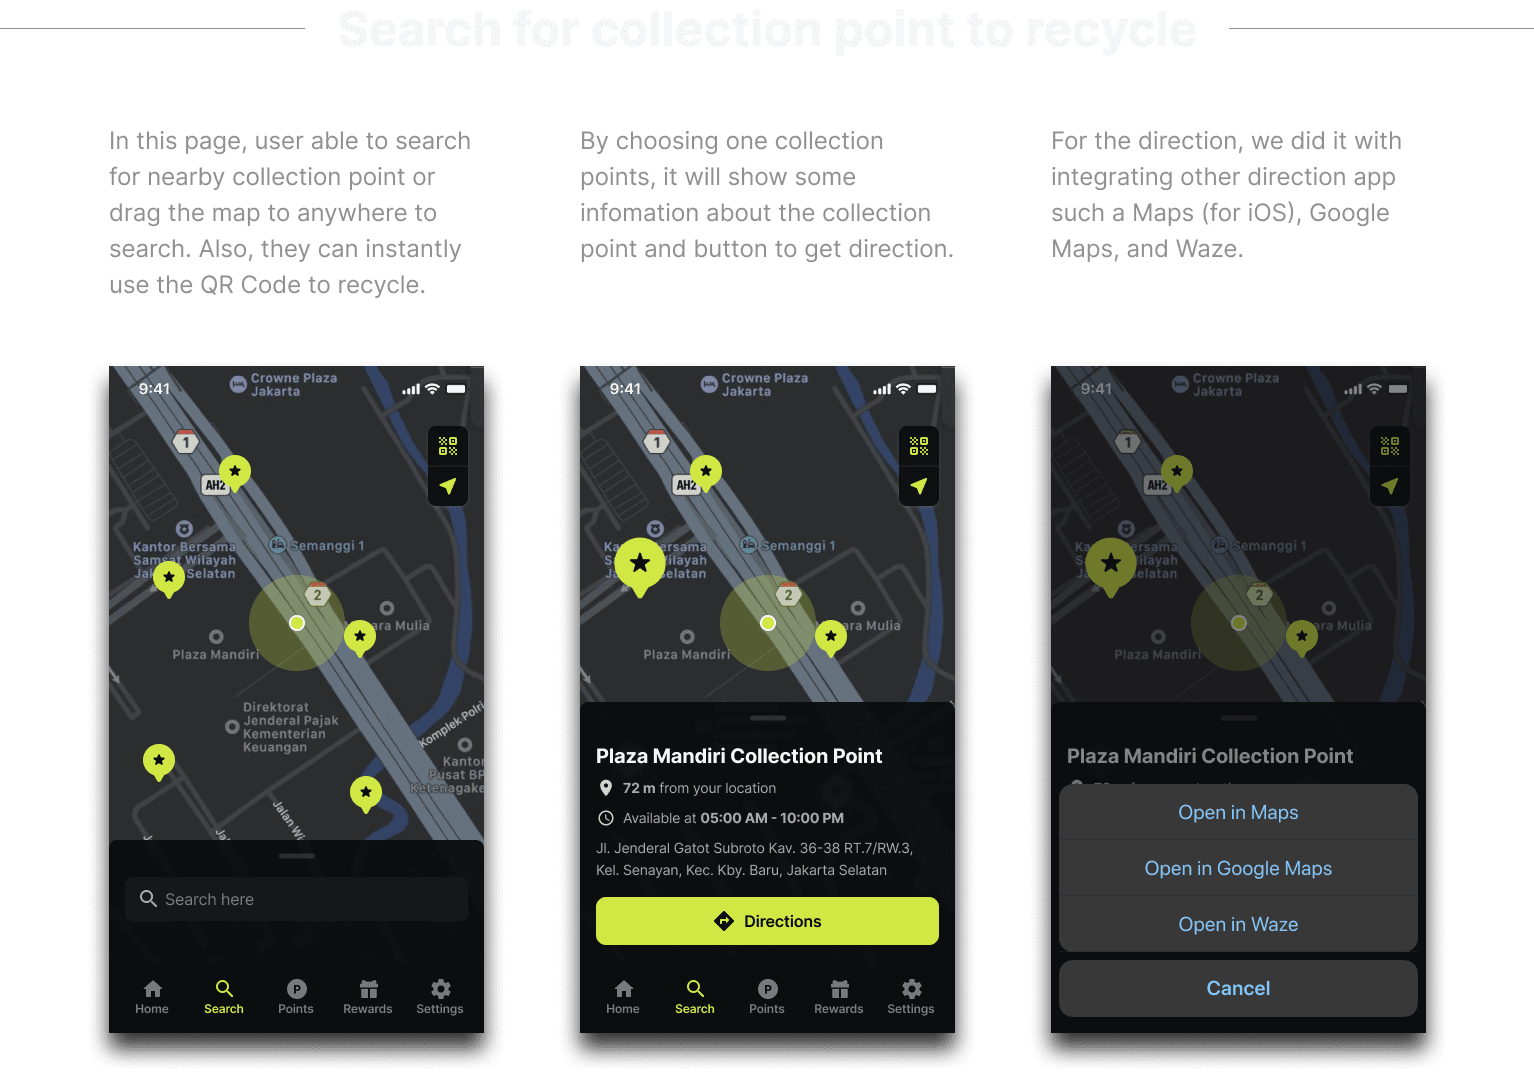 Search for collection point to recycle
In this page, user able to search
for nearby collection point or
drag the map to anywhere to
search. Also, they can instantly
use the QR Code to recycle.
By choosing one collection
points, it will show some
infomation about the collection
point and button to get direction.
For the direction, we did it with
integrating other direction app
such a Maps (for iOS), Google
Maps, and Waze.
9:41
Crowne Plaza
Jakarta
1
AH2
Kantor Bersama
Samsat Wilayah
Selatan
Semanggi 1
2
ara Mulia
Plaza Mandiri
Direktorat
Jenderal Pajak
Kementerian
Keuangan
Komplek Polri
Kantor
Pusat BP
Ketenagake
Jalan Wi
Search here
Home
Search
Points
Rewards
Settings
9:41
Crowne Plaza
Jakarta
1
AH2
ersama
Wilayah
Selatan
Semanggi 1
2
ara Mulia
Plaza Mandiri
Plaza Mandiri Collection Point
72 m from your location
Available at 05:00 AM - 10:00 PM
Jl. Jenderal Gatot Subroto Kav. 36-38 RT.7/RW.3,
Kel. Senayan, Kec. Kby. Baru, Jakarta Selatan
Directions
Home
Search
Points
Rewards
Settings
9:41
Crowne Plaza
Jakarta
1
AH2
ersama
Wilayah
Selatan
Semanggi 1
2
ara Mulia
Plaza Mandiri
Plaza Mandiri Collection Point
Open in Maps
Open in Google Maps
Open in Waze
Cancel